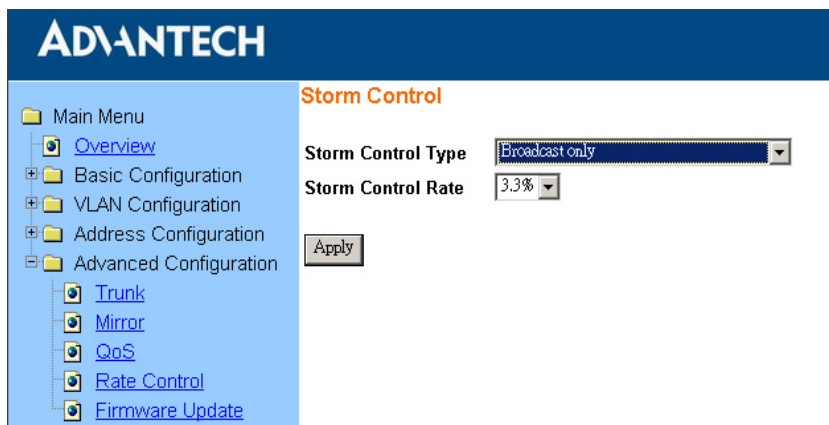 ADVANTECH
Main Menu
Overview
Basic Configuration
VLAN Configuration
Address Configuration
Advanced Configuration
Trunk
Mirror
QoS
Rate Control
Firmware Update
Storm Control
Storm Control Type Broadcast only
Storm Control Rate 3.3%
Apply